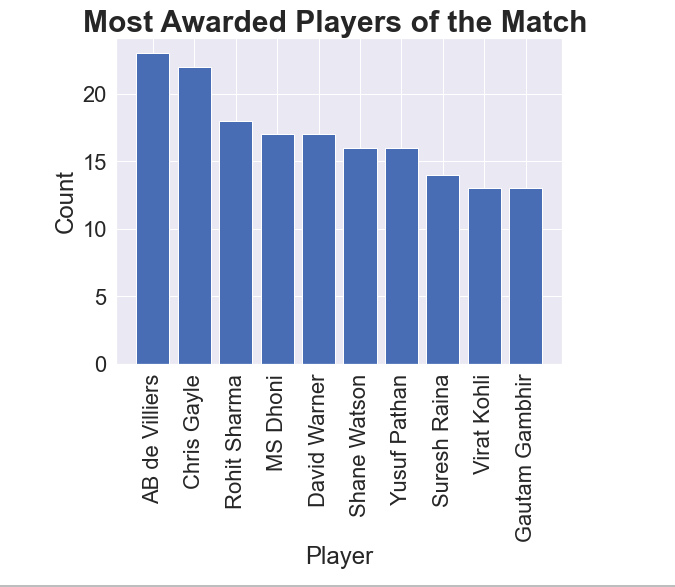 Most Awarded Players of the Match
20
15
10
5
0
Count
AB de Villiers
Chris Gayle
Rohit Sharma
MS Dhoni
David Warner
Shane Watson
Yusuf Pathan
Suresh Raina
Virat Kohli
Gautam Gambhir
Player